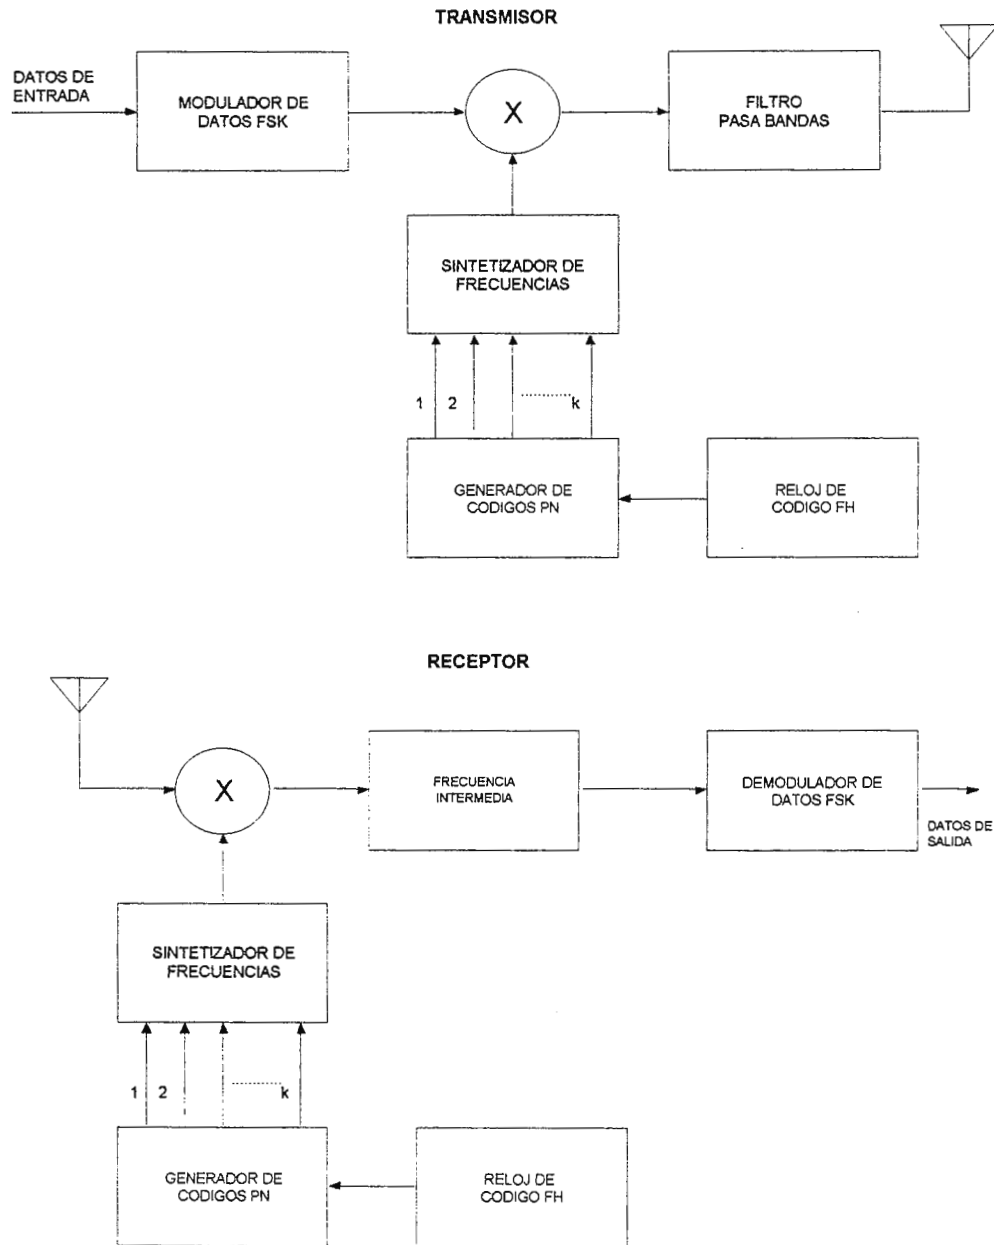 TRANSMISOR
DATOS DE
ENTRADA
MODULADOR DE
DATOS FSK
X
FILTRO
PASA BANDAS
SINTETIZADOR DE
FRECUENCIAS
1 2 ..........k
GENERADOR DE
CODIGOS PN
RELOJ DE
CODIGO FH
RECEPTOR
X
FRECUENCIA
INTERMEDIA
DEMODULADOR DE
DATOS FSK
DATOS DE
SALIDA
SINTETIZADOR DE
FRECUENCIAS
1 2 ..........k
GENERADOR DE
CODIGOS PN
RELOJ DE
CODIGO FH